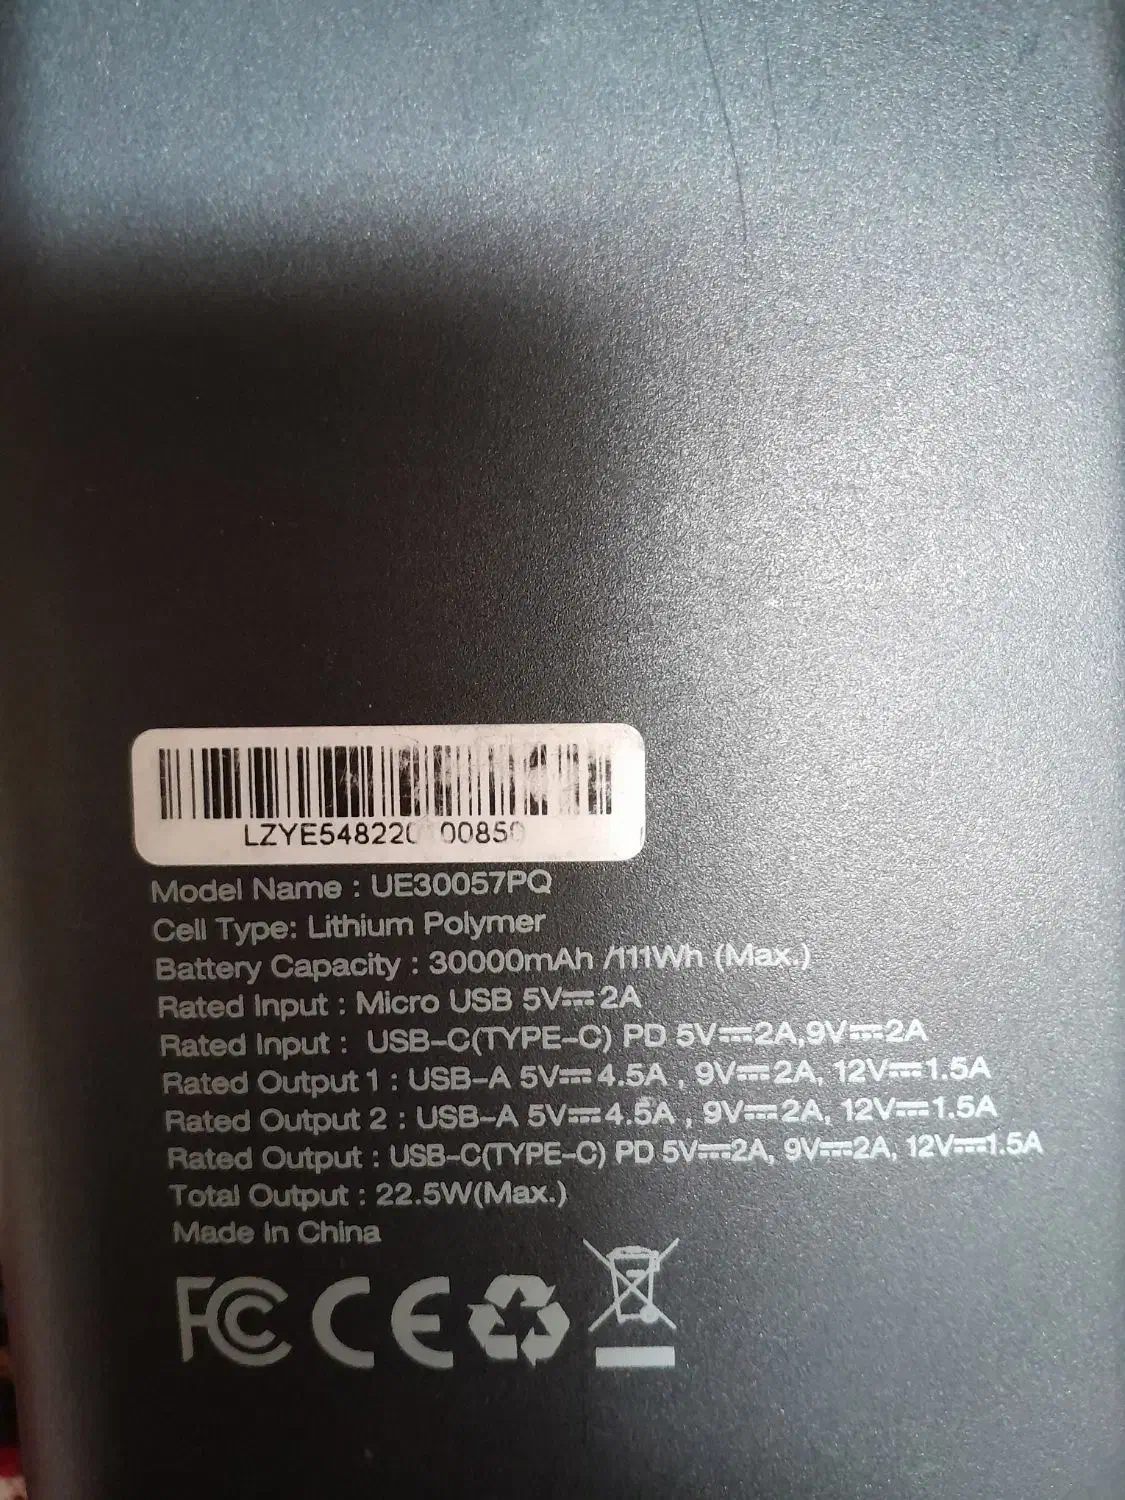 Model Name : UE30057PQ
Cell Type: Lithium Polymer
Battery Capacity : 30000mAh /111Wh (Max.)
Rated Input : Micro USB 5V⎓2A
Rated Input : USB-C(TYPE-C) PD 5V⎓2A,9V⎓2A
Rated Output 1 : USB-A 5V⎓4.5A , 9V⎓2A, 12V⎓1.5A
Rated Output 2 : USB-A 5V⎓4.5A , 9V⎓2A, 12V⎓1.5A
Rated Output : USB-C(TYPE-C) PD 5V⎓2A, 9V⎓2A, 12V⎓1.5A
Total Output : 22.5W(Max.)
Made In China
FC CE